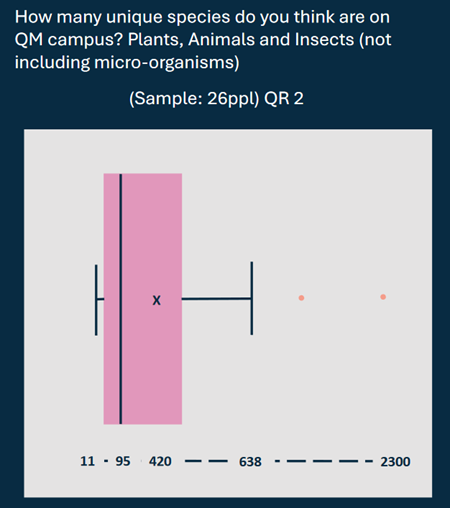 How many unique species do you think are on
QM campus? Plants, Animals and Insects (not
including micro-organisms)
(Sample: 26ppl) QR 2
X
11 - 95 420 — — 638 - — — — — 2300